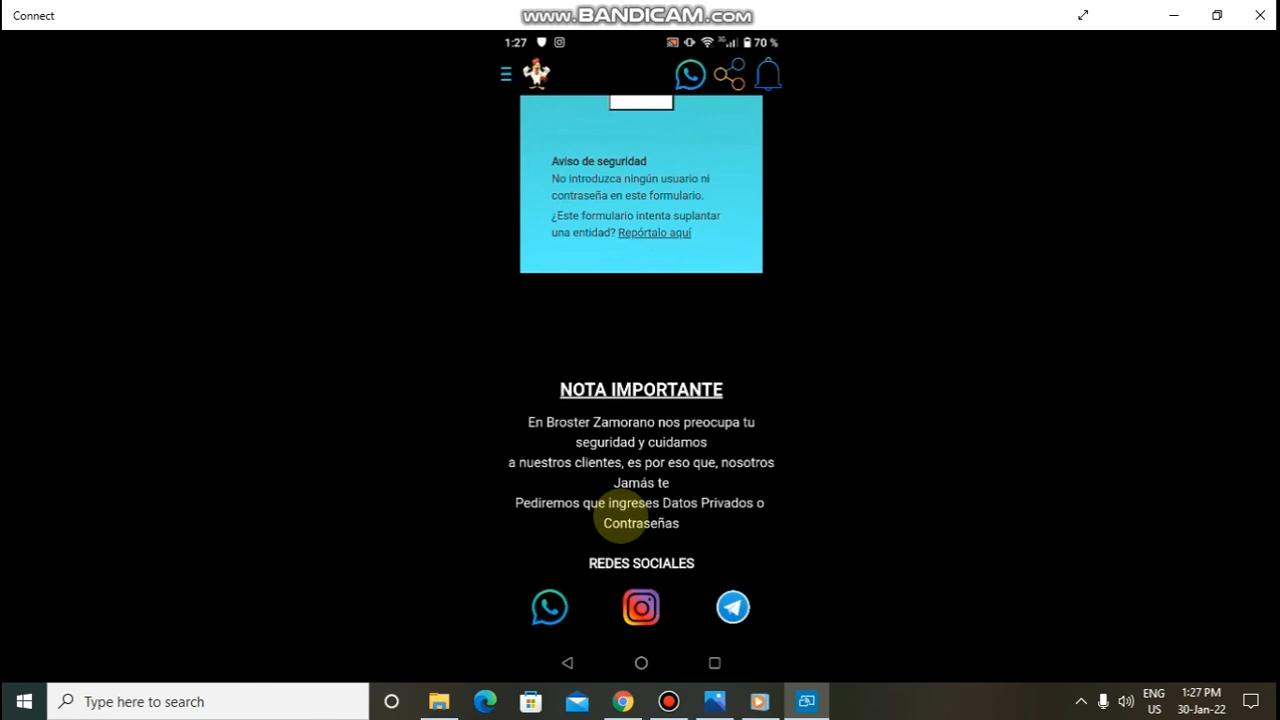 Connect
www.BANDICAM.com
1:27
3G
70 %
Aviso de seguridad
No introduzca ningún usuario ni
contraseña en este formulario.
¿Este formulario intenta suplantar
una entidad? Repórtalo aquí
NOTA IMPORTANTE
En Broster Zamorano nos preocupa tu
seguridad y cuidamos
a nuestros clientes, es por eso que, nosotros
Jamás te
Pediremos que ingreses Datos Privados o
Contraseñas
REDES SOCIALES
Type here to search
ENG
US
1:27 PM
30-Jan-22